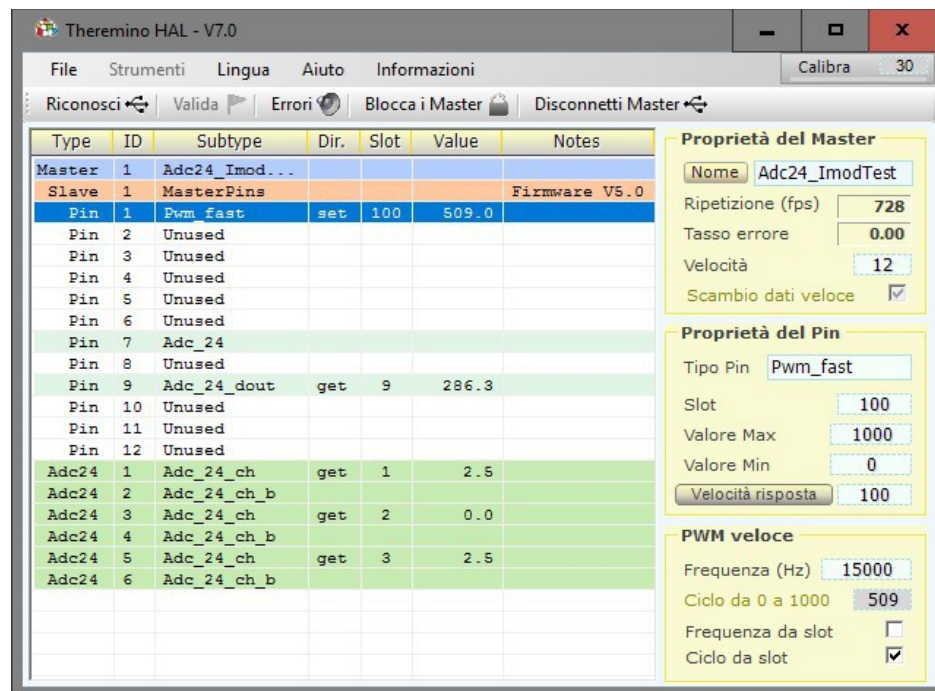 Theremino HAL - V7.0
File Strumenti Lingua Aiuto Informazioni Calibra 30
Riconosci Valida Errori Blocca i Master Disconnetti Master
Type ID Subtype Dir. Slot Value Notes
Master 1 Adc24_Imod...
Slave 1 MasterPins Firmware V5.0
Pin 1 Pwm_fast set 100 509.0
Pin 2 Unused
Pin 3 Unused
Pin 4 Unused
Pin 5 Unused
Pin 6 Unused
Pin 7 Adc_24
Pin 8 Unused
Pin 9 Adc_24_dout get 9 286.3
Pin 10 Unused
Pin 11 Unused
Pin 12 Unused
Adc24 1 Adc_24_ch get 1 2.5
Adc24 2 Adc_24_ch_b
Adc24 3 Adc_24_ch get 2 0.0
Adc24 4 Adc_24_ch_b
Adc24 5 Adc_24_ch get 3 2.5
Adc24 6 Adc_24_ch_b
Proprietà del Master
Nome Adc24_ImodTest
Ripetizione (fps) 728
Tasso errore 0.00
Velocità 12
Scambio dati veloce
Proprietà del Pin
Tipo Pin Pwm_fast
Slot 100
Valore Max 1000
Valore Min 0
Velocità risposta 100
PWM veloce
Frequenza (Hz) 15000
Ciclo da 0 a 1000 509
Frequenza da slot
Ciclo da slot